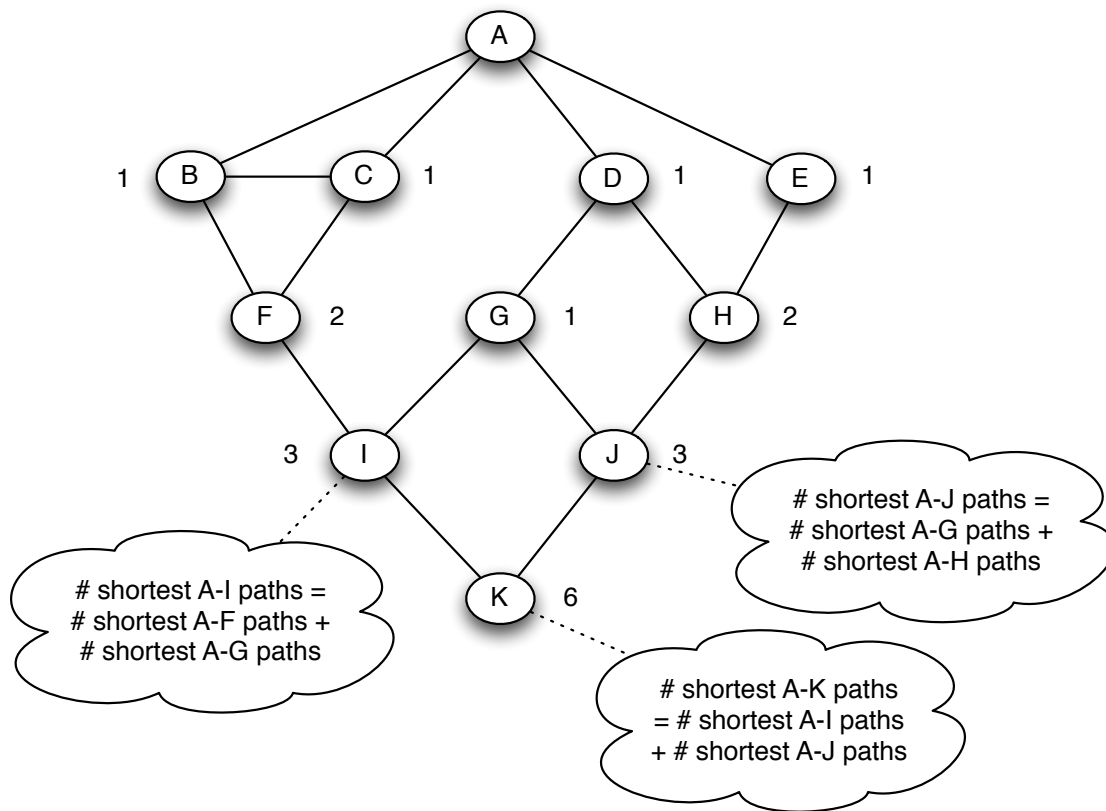 A
1
B
C
1
D
1
E
1
F
2
G
1
H
2
3
I
J
3
# shortest A-J paths =
# shortest A-G paths +
# shortest A-H paths
# shortest A-I paths =
# shortest A-F paths +
# shortest A-G paths
K
6
# shortest A-K paths
= # shortest A-I paths
+ # shortest A-J paths